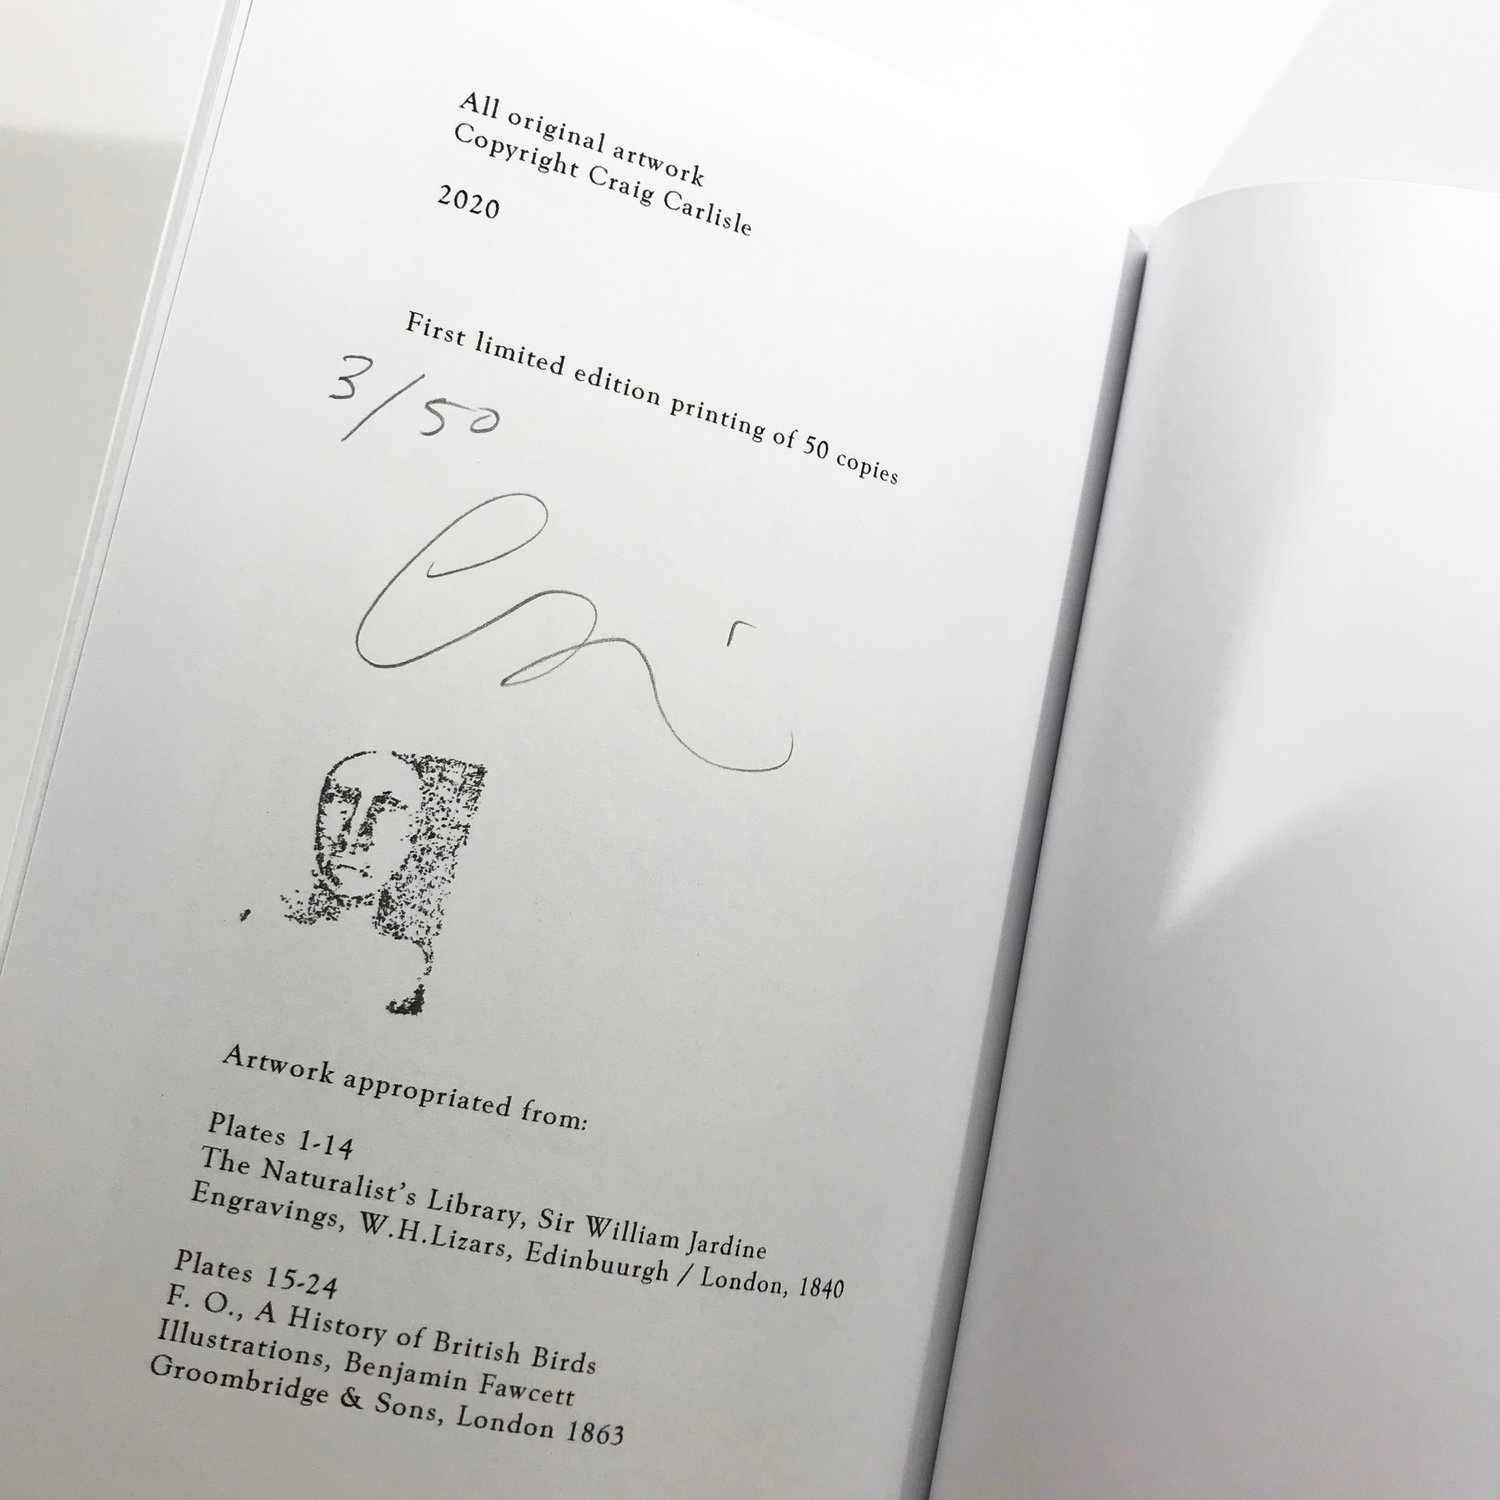 All original artwork
Copyright Craig Carlisle
2020
First limited edition printing of 50 copies
3/50
Artwork appropriated from:
Plates 1-14
The Naturalist's Library, Sir William Jardine
Engravings, W.H.Lizars, Edinbuurgh / London, 1840
Plates 15-24
F. O., A History of British Birds
Illustrations, Benjamin Fawcett
Groombridge & Sons, London 1863